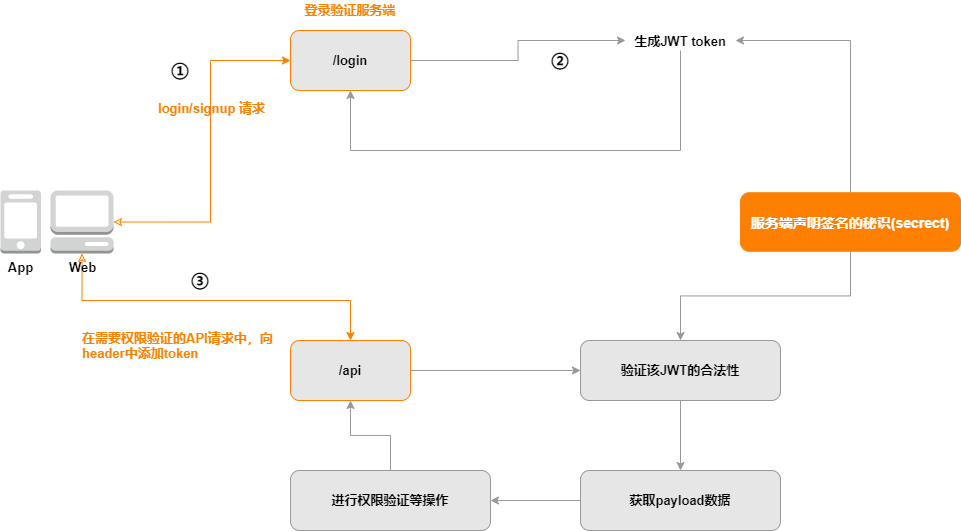 登录验证服务端
/login
生成JWT token
①
②
login/signup 请求
服务端声明签名的秘识(secrect)
App
Web
③
在需要权限验证的API请求中，向
header中添加token
/api
验证该JWT的合法性
进行权限验证等操作
获取payload数据